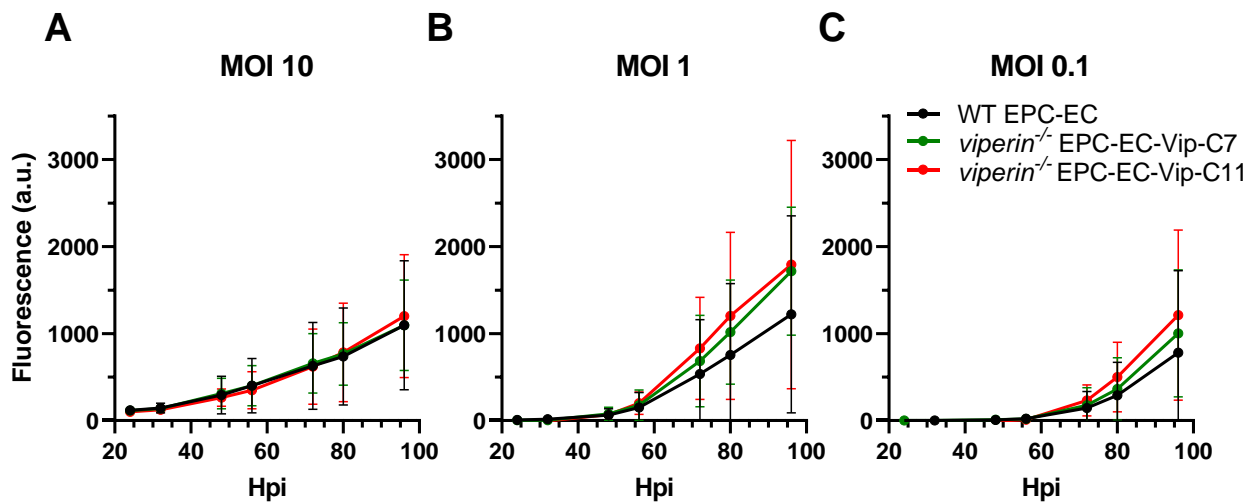 A
B
C
MOI 10
MOI 1
MOI 0.1
WT EPC-EC
viperin-/- EPC-EC-Vip-C7
viperin-/- EPC-EC-Vip-C11
Fluorescence (a.u.)
3000
2000
1000
0
20 40 60 80 100
Hpi
3000
2000
1000
0
20 40 60 80 100
Hpi
3000
2000
1000
0
20 40 60 80 100
Hpi